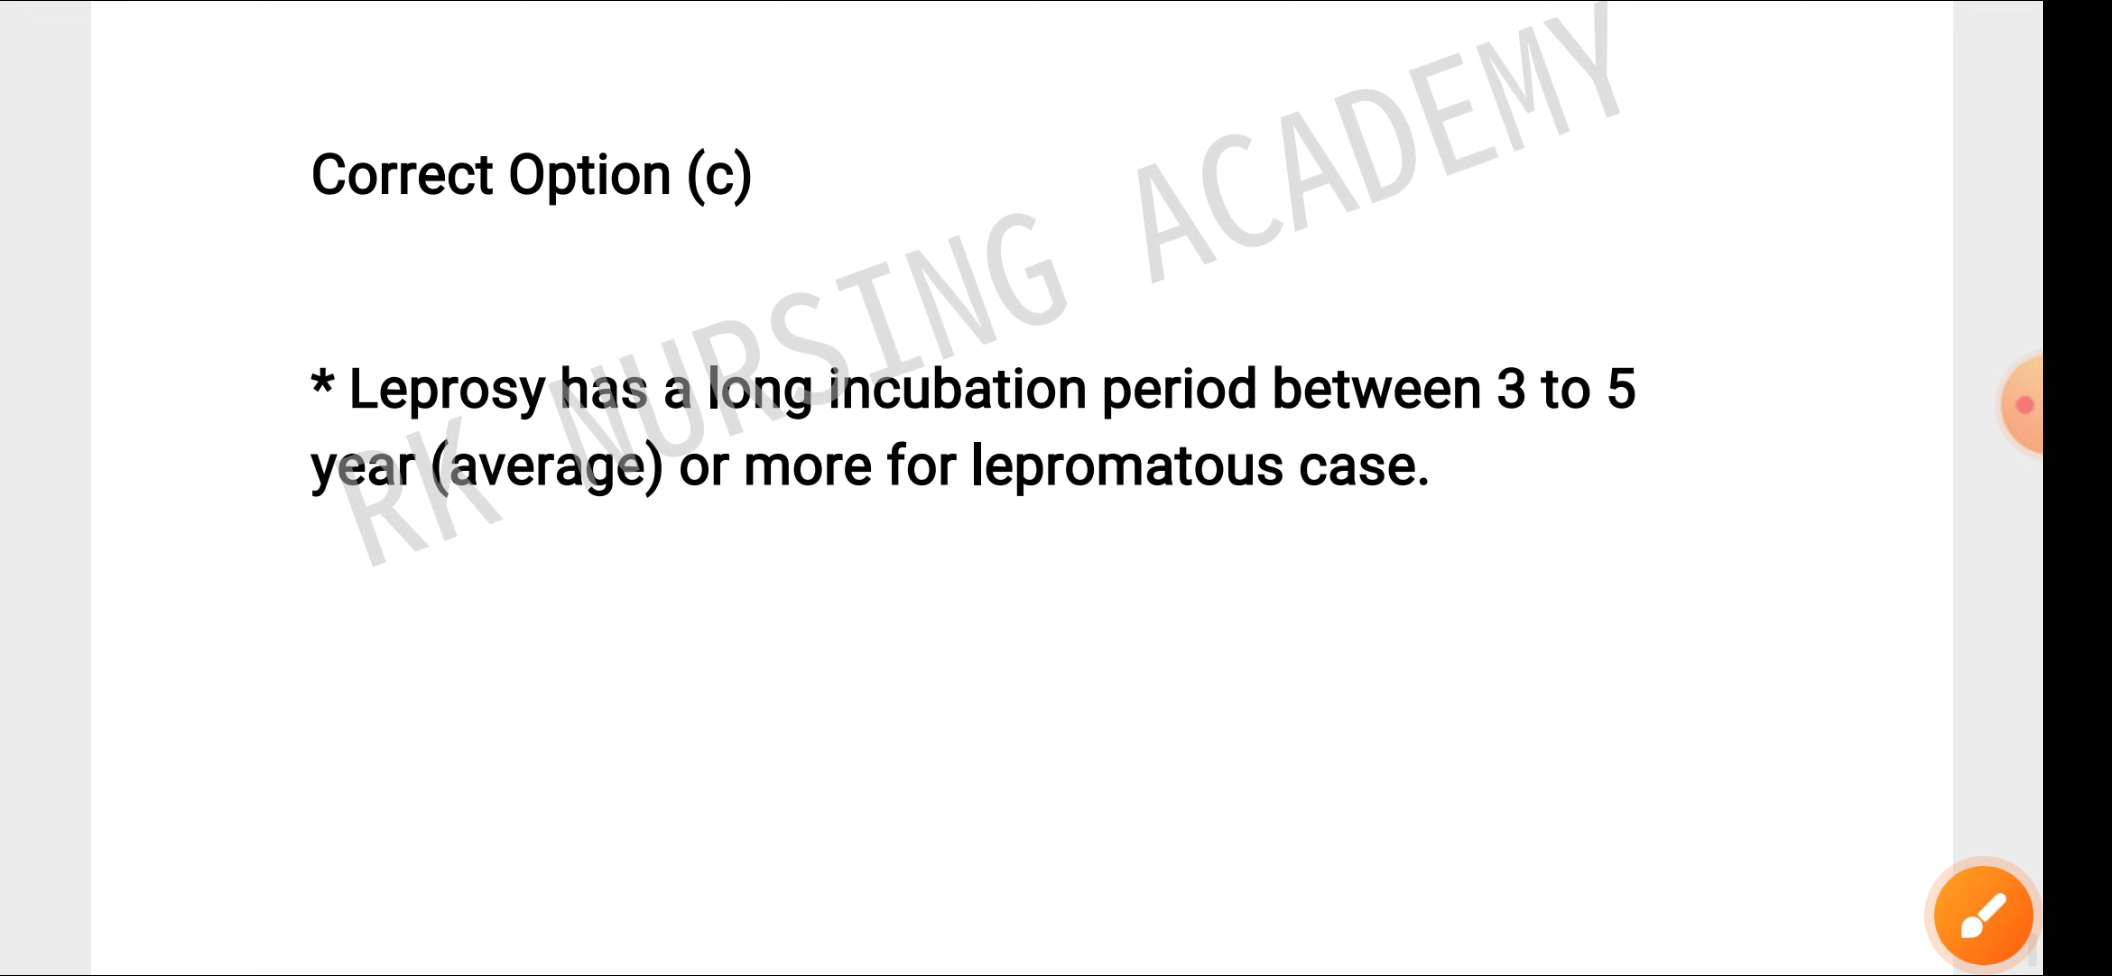 Correct Option (c)
* Leprosy has a long incubation period between 3 to 5
year (average) or more for lepromatous case.
RK NURSING ACADEMY